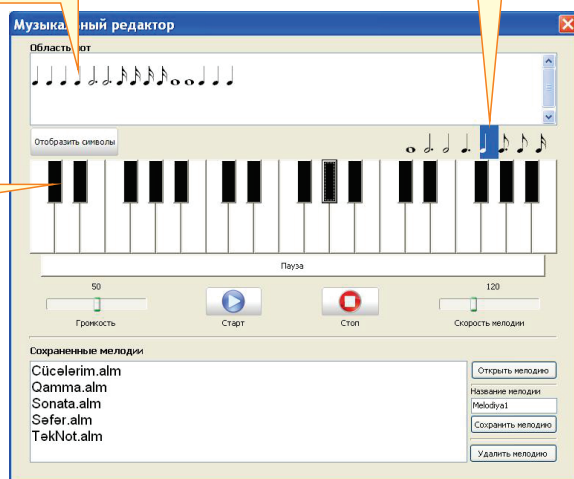 Музыкальный редактор
Область нот
Отобразить символы
Пауза
50
120
Громкость
Старт
Стоп
Скорость мелодии
Сохраненные мелодии
Cücələrim.alm
Qamma.alm
Sonata.alm
Səfər.alm
TəkNot.alm
Открыть мелодию
Название мелодии
Melodiya1
Сохранить мелодию
Удалить мелодию